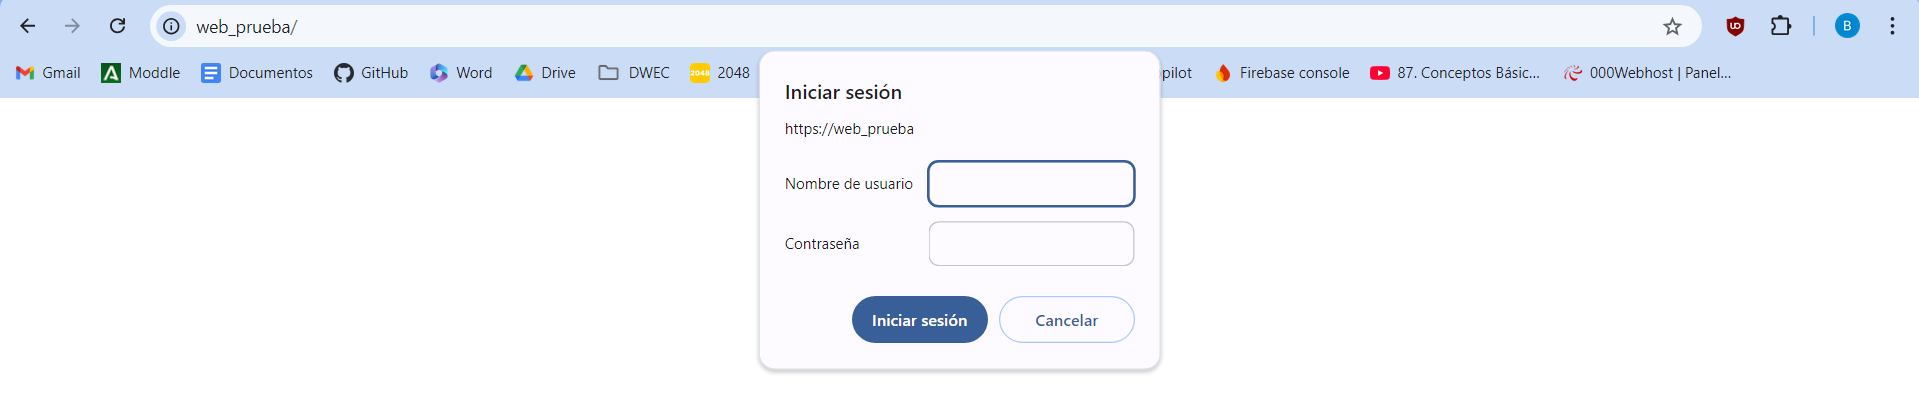 web_prueba/
B
Gmail Moddle Documentos GitHub Word Drive DWEC 2048 pilot Firebase console 87. Conceptos Básic... 000Webhost | Panel...
Iniciar sesión
https://web_prueba
Nombre de usuario
Contraseña
Iniciar sesión Cancelar